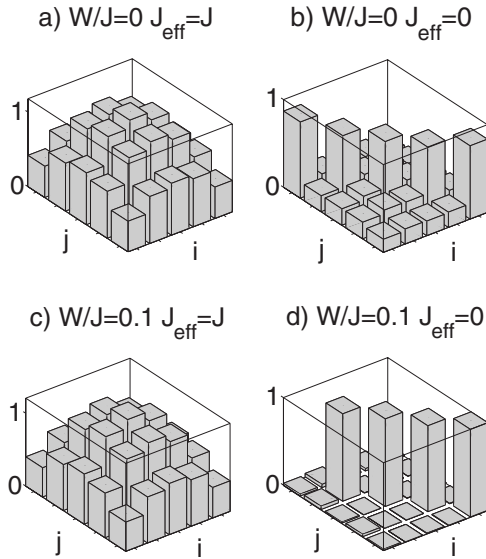 a) W/J=0 J_eff=J
b) W/J=0 J_eff=0
1
0
j
i
1
0
j
i
c) W/J=0.1 J_eff=J
d) W/J=0.1 J_eff=0
1
0
j
i
1
0
j
i